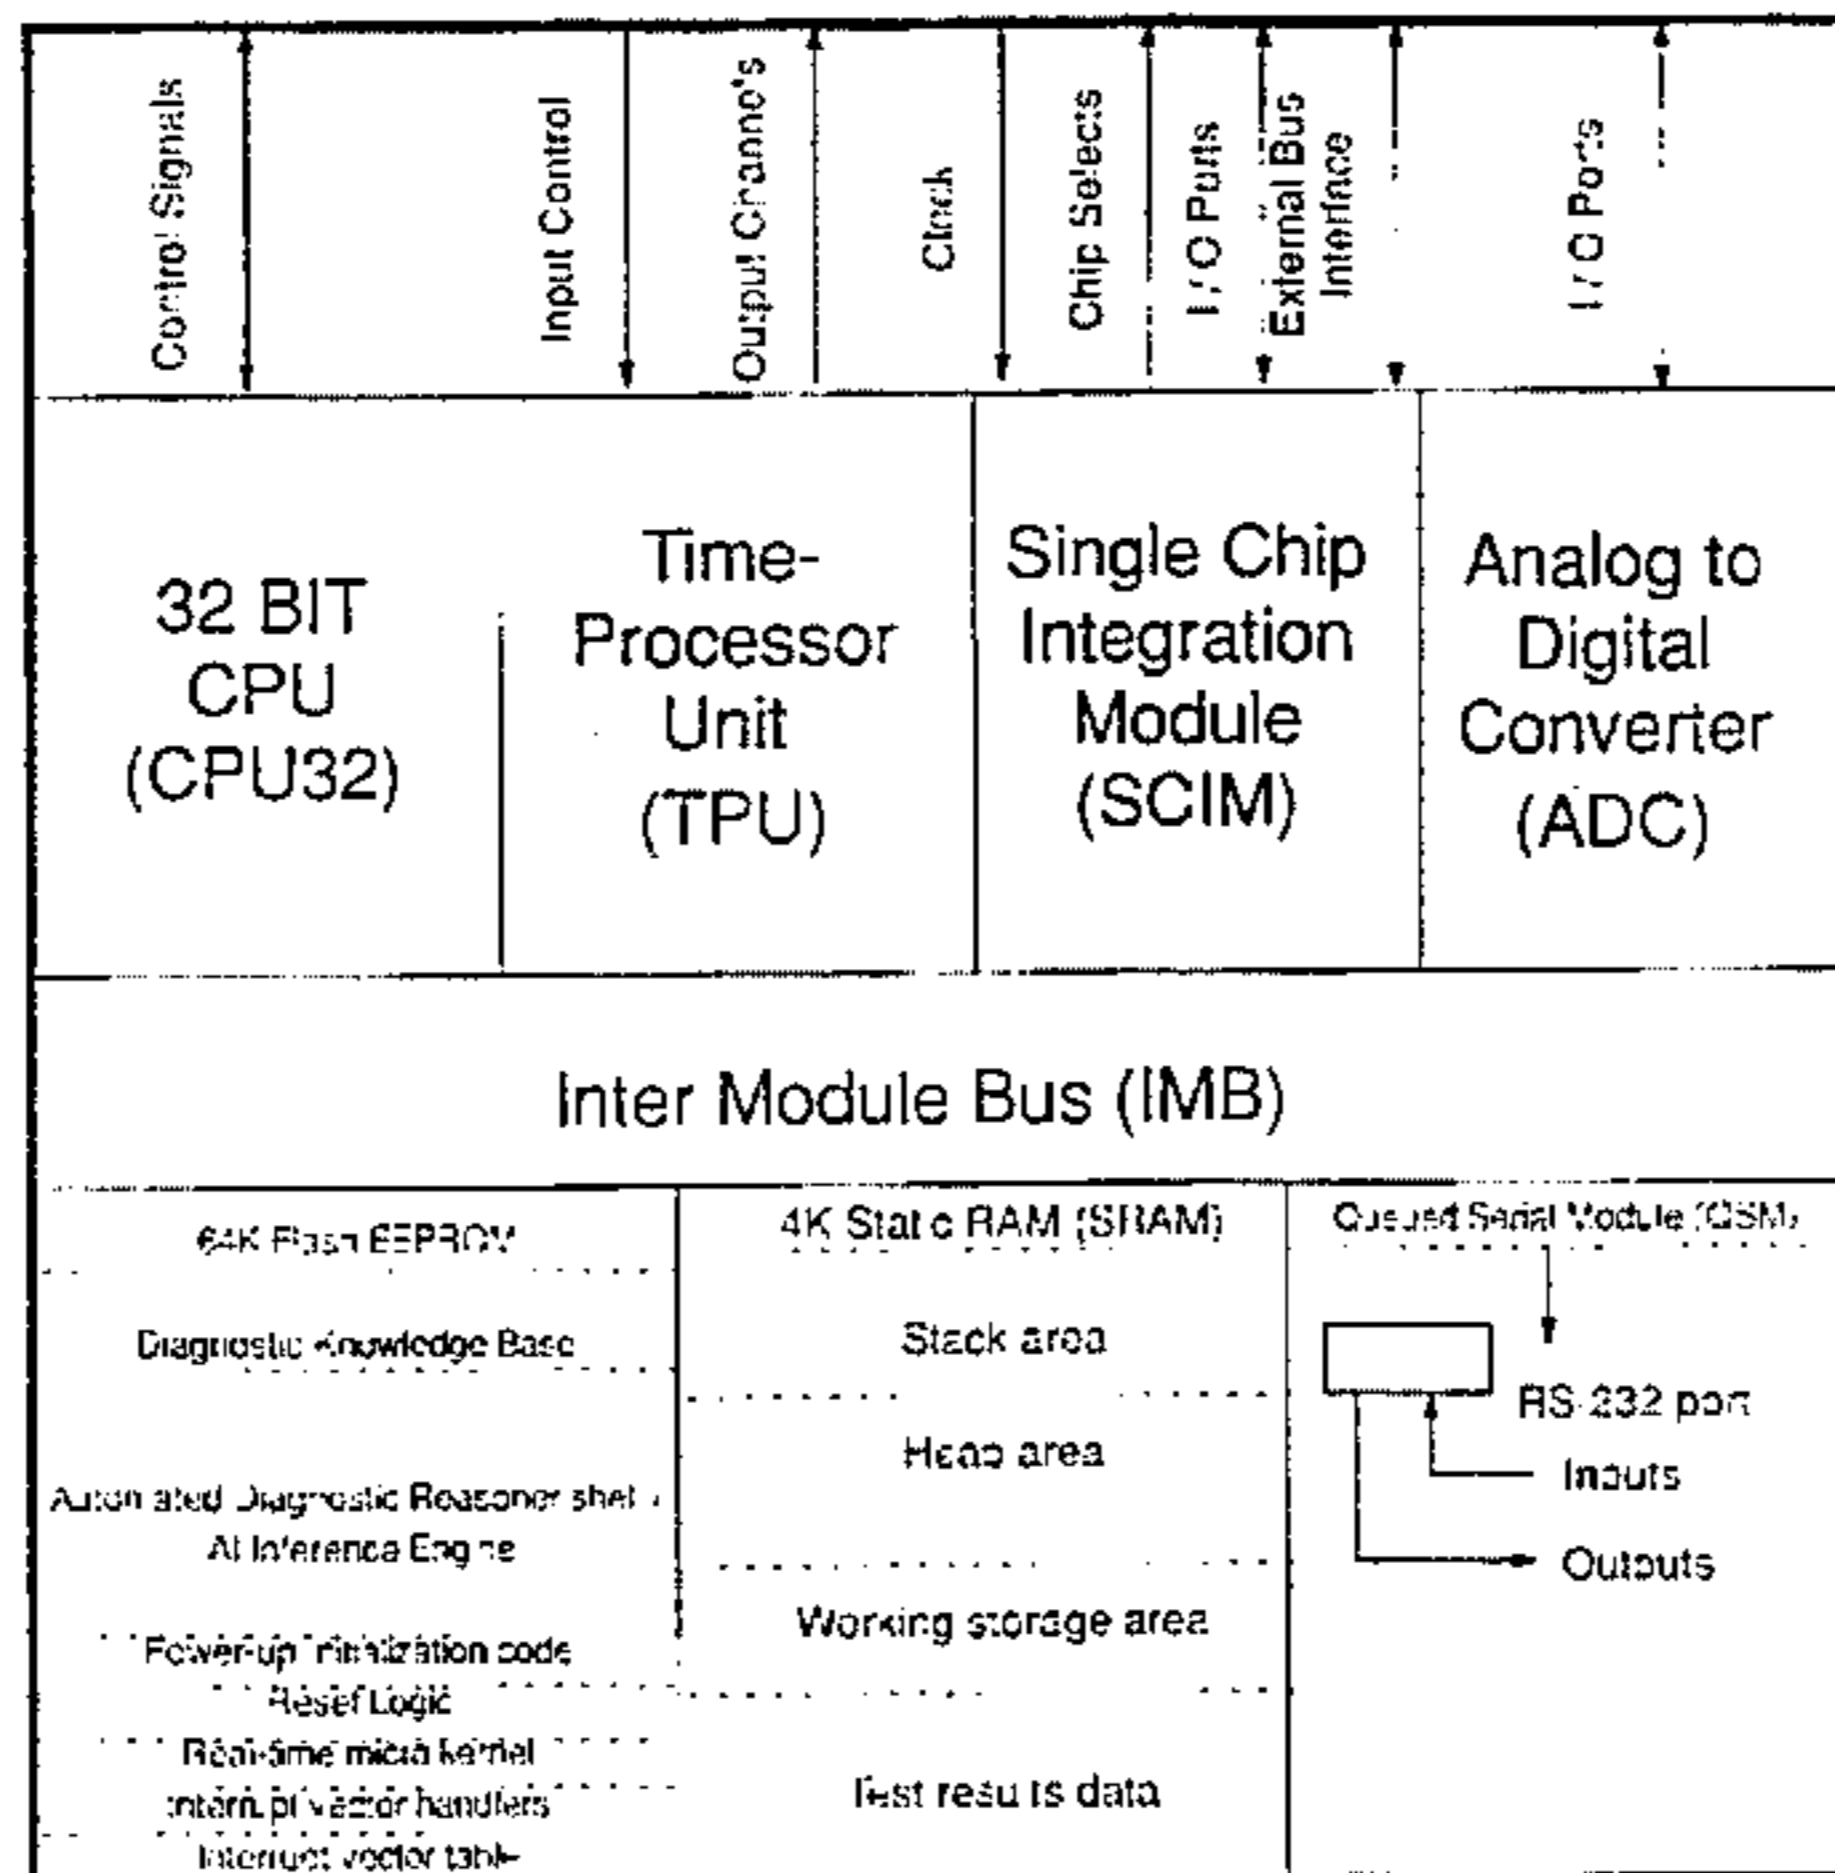 Control Signals
Input Control
Output Channels
Clock
Chip Selects
I / O Ports
External Bus
Interface
I / O Ports
32 BIT
CPU
(CPU32)
Time-
Processor
Unit
(TPU)
Single Chip
Integration
Module
(SCIM)
Analog to
Digital
Converter
(ADC)
Inter Module Bus (IMB)
64K Flash EEPROM
Diagnostic Knowledge Base
Automated Diagnostic Reasoner shell /
AI Inference Engine
Power-up initialization code
Reset Logic
Real-time micro kernel
Interrupt vector handlers
Interrupt vector table
4K Static RAM (SRAM)
Stack area
Heap area
Working storage area
Test results data
Queued Serial Module (QSM)
RS-232 port
Inputs
Outputs